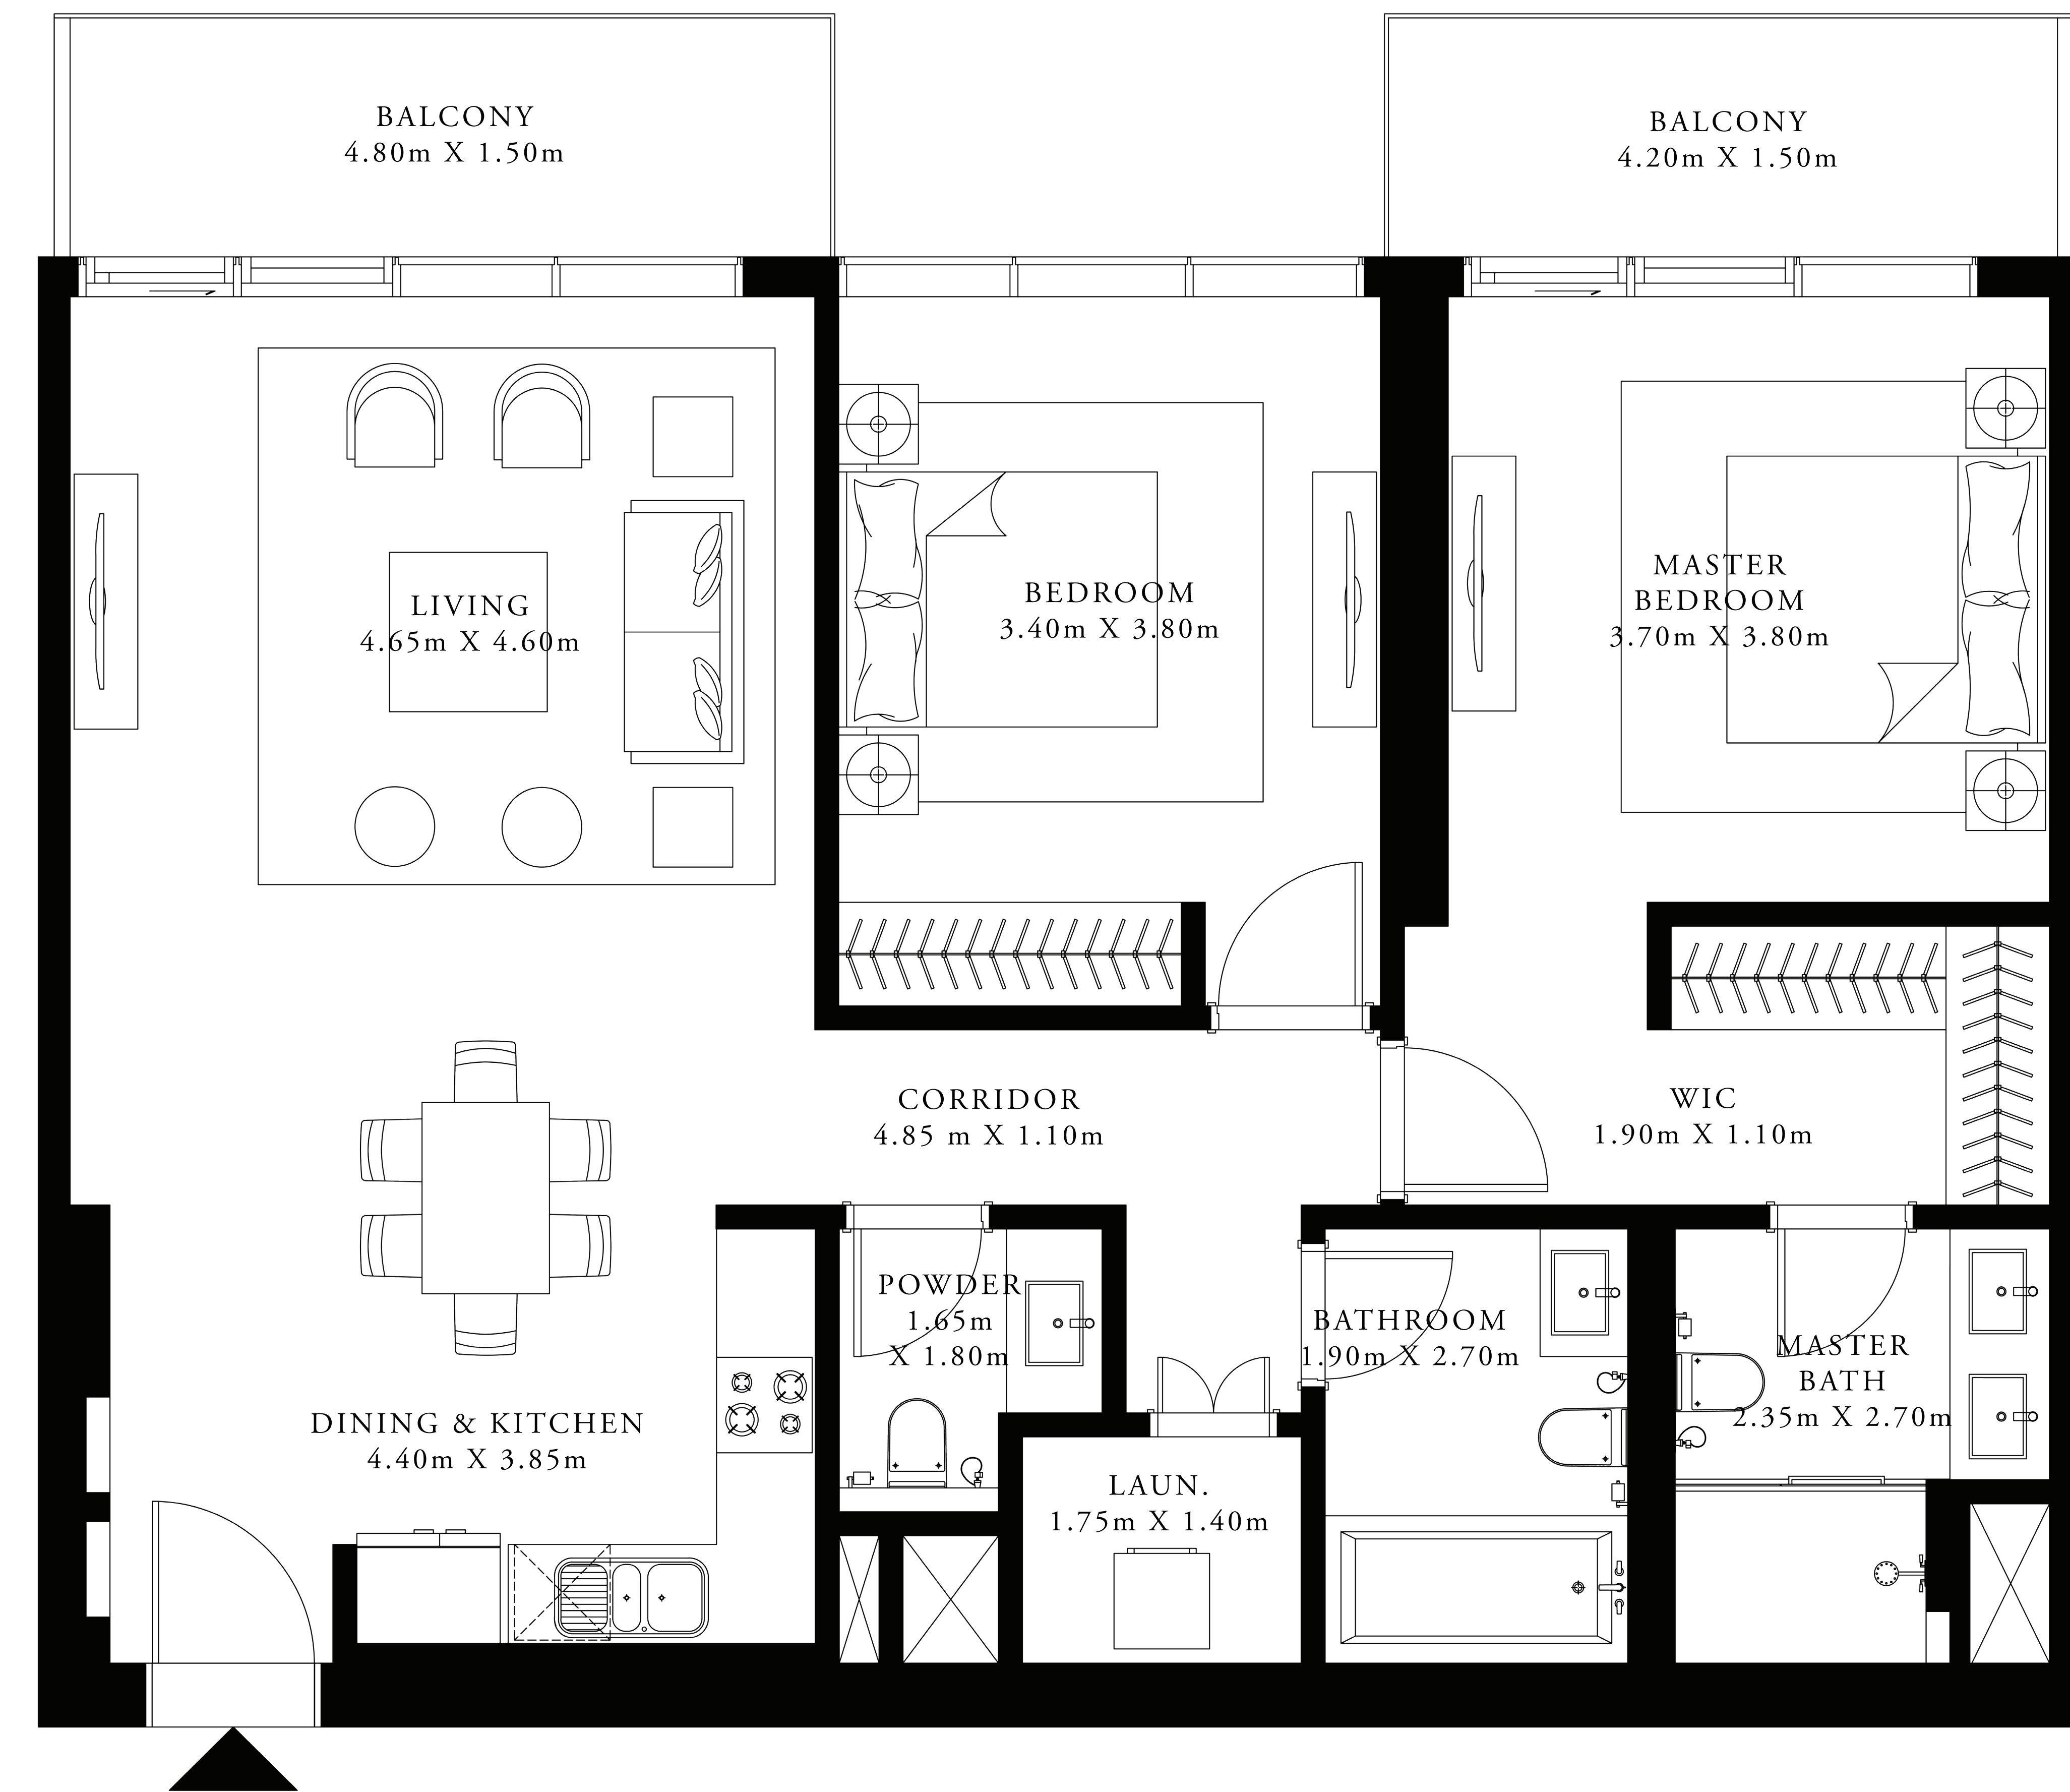 BALCONY
4.80m X 1.50m
BALCONY
4.20m X 1.50m
LIVING
4.65m X 4.60m
BEDROOM
3.40m X 3.80m
MASTER
BEDROOM
3.70m X 3.80m
CORRIDOR
4.85 m X 1.10m
WIC
1.90m X 1.10m
DINING & KITCHEN
4.40m X 3.85m
POWDER
1.65m
X 1.80m
LAUN.
1.75m X 1.40m
BATHROOM
1.90m X 2.70m
MASTER
BATH
2.35m X 2.70m